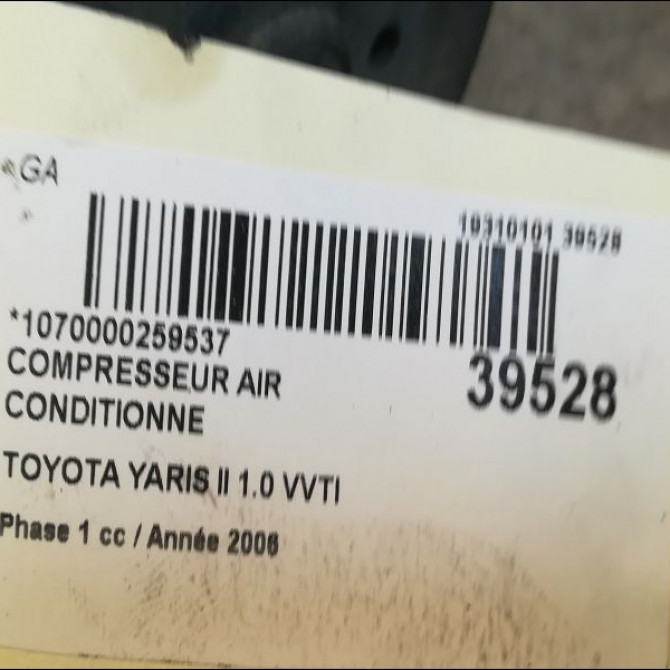 GA
19310101 39528
*1070000259537
39528
COMPRESSEUR AIR
CONDITIONNE
TOYOTA YARIS II 1.0 VVTI
Phase 1 cc / Année 2006